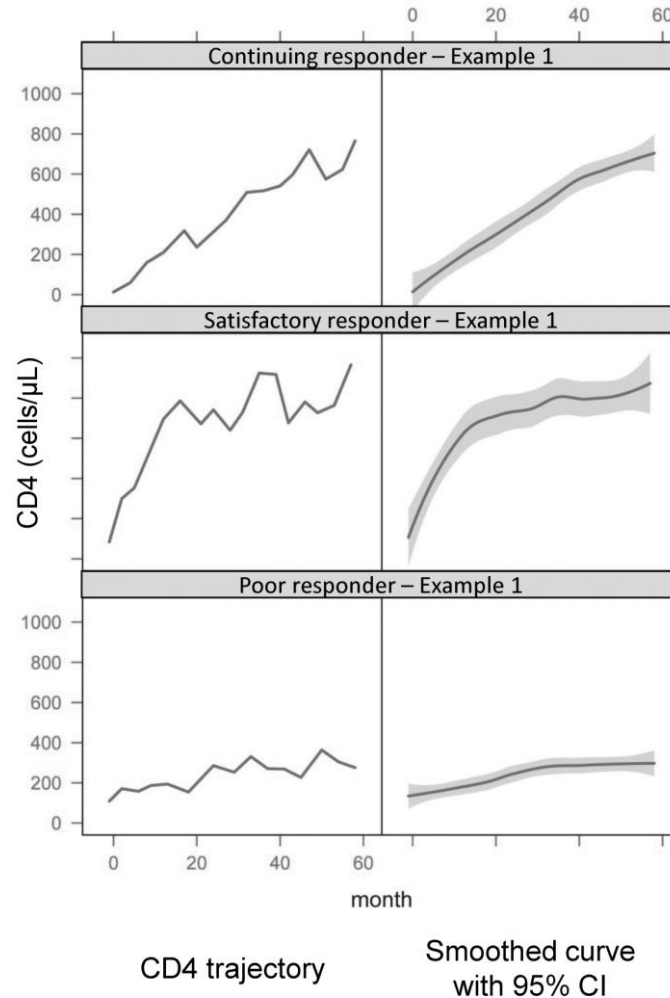 0 20 40 60
Continuing responder – Example 1
1000
800
600
400
200
0
Satisfactory responder – Example 1
CD4 (cells/µL)
Poor responder – Example 1
1000
800
600
400
200
0
0 20 40 60
month
CD4 trajectory
Smoothed curve
with 95% CI